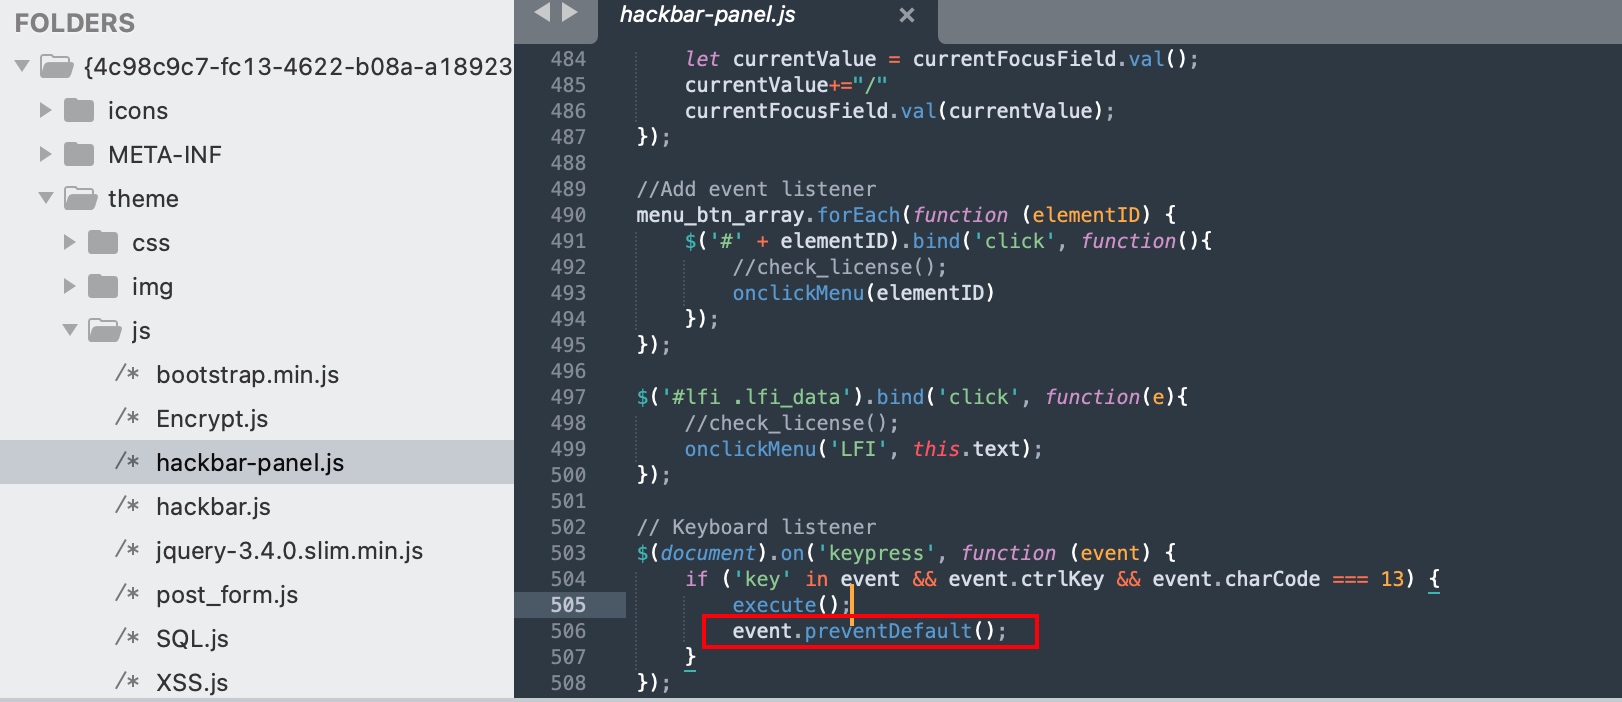 FOLDERS
{4c98c9c7-fc13-4622-b08a-a18923
icons
META-INF
theme
css
img
js
/* bootstrap.min.js
/* Encrypt.js
/* hackbar-panel.js
/* hackbar.js
/* jquery-3.4.0.slim.min.js
/* post_form.js
/* SQL.js
/* XSS.js
hackbar-panel.js ×
484 let currentValue = currentFocusField.val();
485 currentValue+="/"
486 currentFocusField.val(currentValue);
487 });
488
489 //Add event listener
490 menu_btn_array.forEach(function (elementID) {
491 $('#' + elementID).bind('click', function(){
492 //check_license();
493 onclickMenu(elementID)
494 });
495 });
496
497 $('#lfi .lfi_data').bind('click', function(e){
498 //check_license();
499 onclickMenu('LFI', this.text);
500 });
501
502 // Keyboard listener
503 $(document).on('keypress', function (event) {
504 if ('key' in event && event.ctrlKey && event.charCode === 13) {
505 execute();
506 event.preventDefault();
507 }
508 });